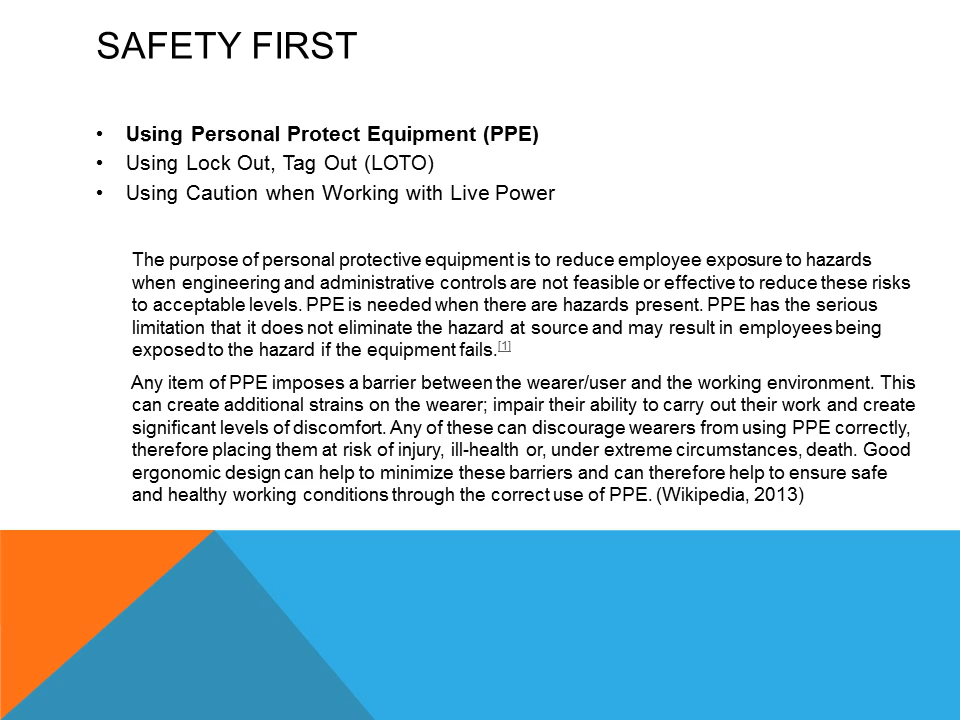 SAFETY FIRST
• Using Personal Protect Equipment (PPE)
• Using Lock Out, Tag Out (LOTO)
• Using Caution when Working with Live Power
The purpose of personal protective equipment is to reduce employee exposure to hazards
when engineering and administrative controls are not feasible or effective to reduce these risks
to acceptable levels. PPE is needed when there are hazards present. PPE has the serious
limitation that it does not eliminate the hazard at source and may result in employees being
exposed to the hazard if the equipment fails.[1]
Any item of PPE imposes a barrier between the wearer/user and the working environment. This
can create additional strains on the wearer; impair their ability to carry out their work and create
significant levels of discomfort. Any of these can discourage wearers from using PPE correctly,
therefore placing them at risk of injury, ill-health or, under extreme circumstances, death. Good
ergonomic design can help to minimize these barriers and can therefore help to ensure safe
and healthy working conditions through the correct use of PPE. (Wikipedia, 2013)